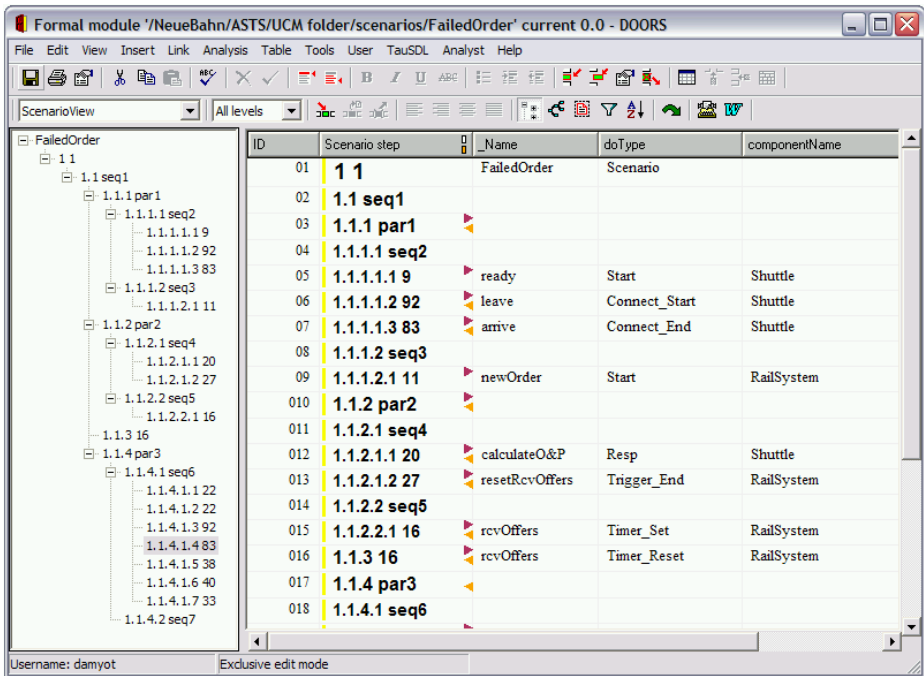 Formal module '/NeueBahn/ASTS/UCM folder/scenarios/FailedOrder' current 0.0 - DOORS
File Edit View Insert Link Analysis Table Tools User TauSDL Analyst Help
B I U ABC
ScenarioView All levels
FailedOrder
1 1
1.1 seq1
1.1.1 par1
1.1.1.1 seq2
1.1.1.1.1 9
1.1.1.1.2 92
1.1.1.1.3 83
1.1.1.2 seq3
1.1.1.2.1 11
1.1.2 par2
1.1.2.1 seq4
1.1.2.1.1 20
1.1.2.1.2 27
1.1.2.2 seq5
1.1.2.2.1 16
1.1.3 16
1.1.4 par3
1.1.4.1 seq6
1.1.4.1.1 22
1.1.4.1.2 22
1.1.4.1.3 92
1.1.4.1.4 83
1.1.4.1.5 38
1.1.4.1.6 40
1.1.4.1.7 33
1.1.4.2 seq7
ID Scenario step _Name doType componentName
01 1 1 FailedOrder Scenario
02 1.1 seq1
03 1.1.1 par1
04 1.1.1.1 seq2
05 1.1.1.1.1 9 ready Start Shuttle
06 1.1.1.1.2 92 leave Connect_Start Shuttle
07 1.1.1.1.3 83 arrive Connect_End Shuttle
08 1.1.1.2 seq3
09 1.1.1.2.1 11 newOrder Start RailSystem
010 1.1.2 par2
011 1.1.2.1 seq4
012 1.1.2.1.1 20 calculateO&P Resp Shuttle
013 1.1.2.1.2 27 resetRcvOffers Trigger_End RailSystem
014 1.1.2.2 seq5
015 1.1.2.2.1 16 rcvOffers Timer_Set RailSystem
016 1.1.3 16 rcvOffers Timer_Reset RailSystem
017 1.1.4 par3
018 1.1.4.1 seq6
Username: damyot Exclusive edit mode